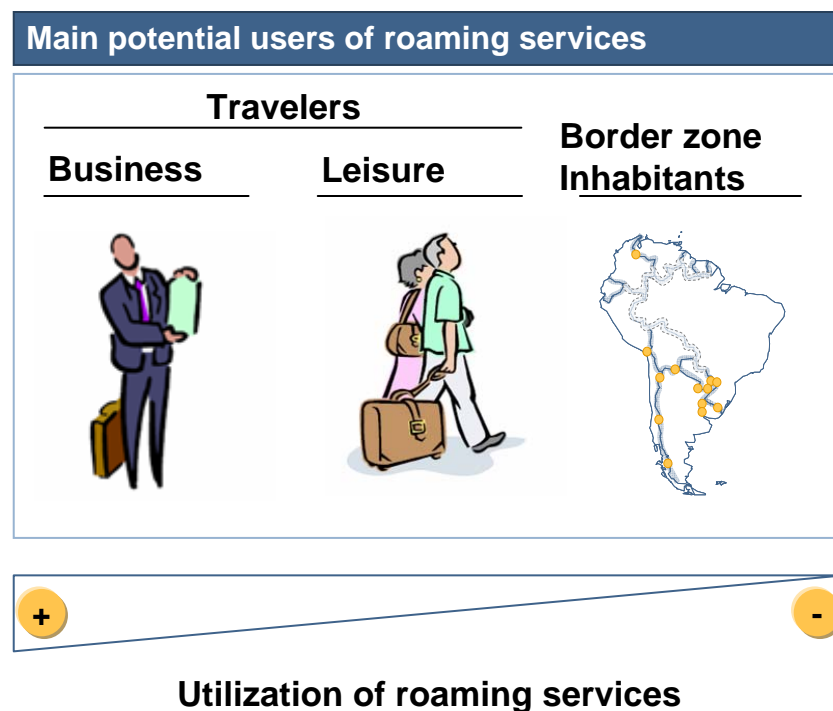 Main potential users of roaming services
Travelers
Business
Leisure
Border zone
Inhabitants
+
-
Utilization of roaming services